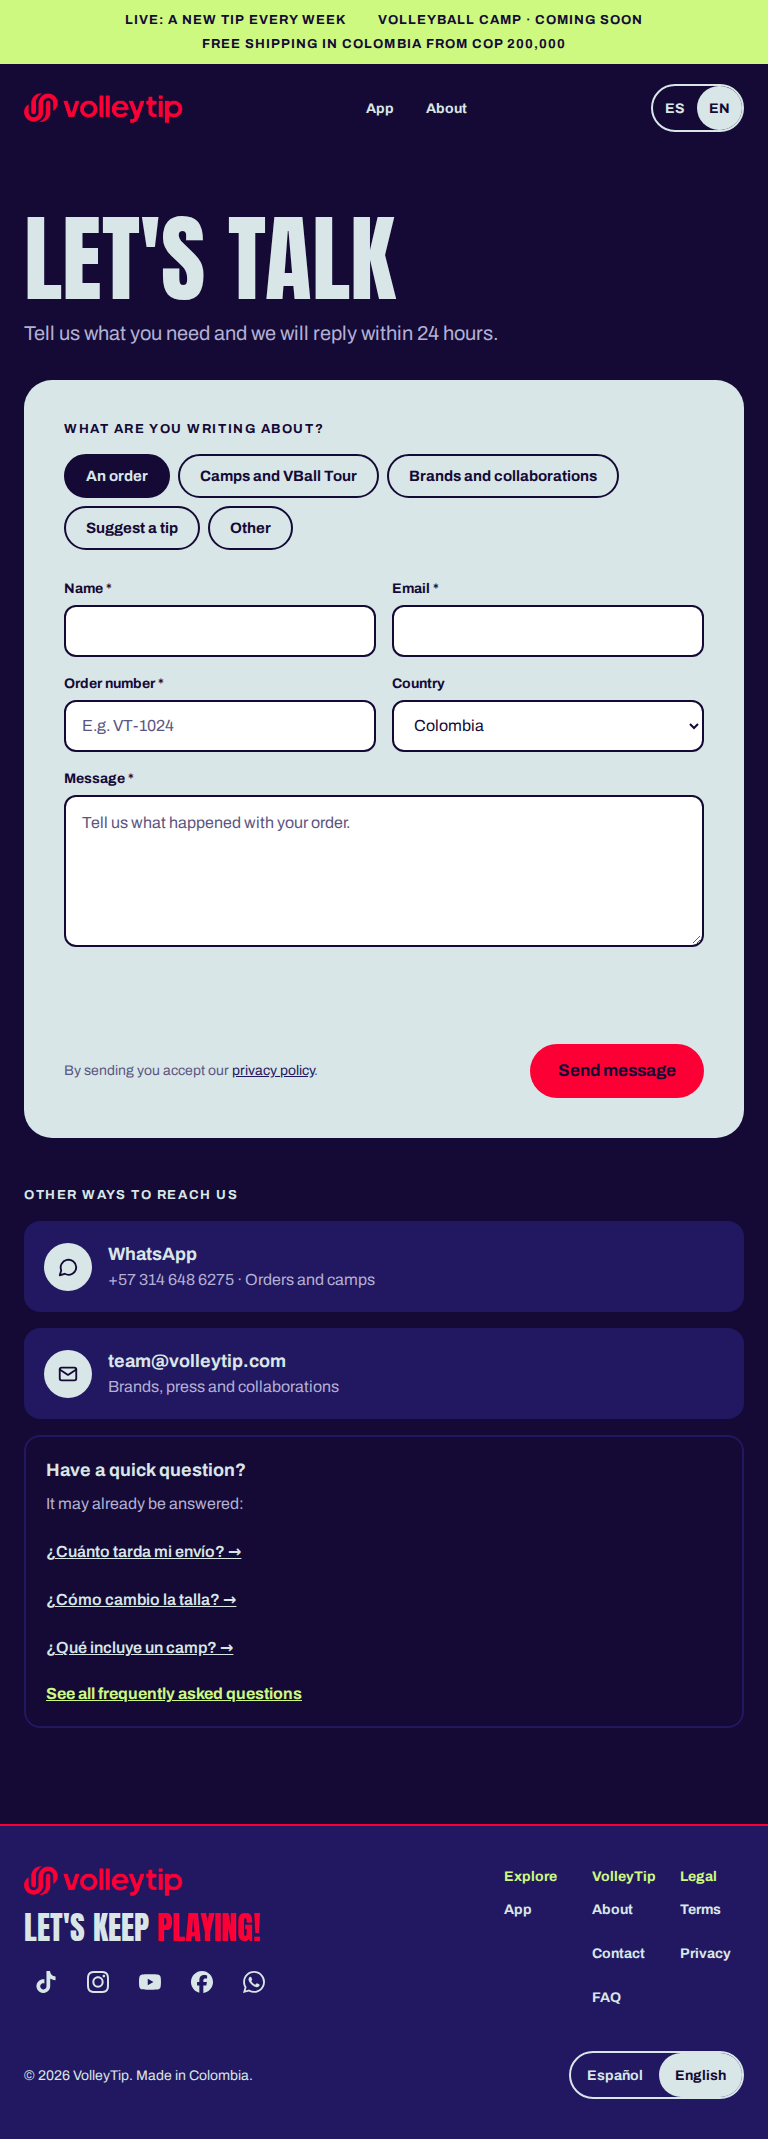 LIVE: A NEW TIP EVERY WEEK VOLLEYBALL CAMP · COMING SOON
FREE SHIPPING IN COLOMBIA FROM COP 200,000
volleytip App About ES EN
LET'S TALK
Tell us what you need and we will reply within 24 hours.
WHAT ARE YOU WRITING ABOUT?
An order Camps and VBall Tour Brands and collaborations
Suggest a tip Other
Name * Email *
Order number * Country
E.g. VT-1024 Colombia
Message *
Tell us what happened with your order.
By sending you accept our privacy policy. Send message
OTHER WAYS TO REACH US
WhatsApp
+57 314 648 6275 · Orders and camps
team@volleytip.com
Brands, press and collaborations
Have a quick question?
It may already be answered:
¿Cuánto tarda mi envío? →
¿Cómo cambio la talla? →
¿Qué incluye un camp? →
See all frequently asked questions
volleytip Explore VolleyTip Legal
App About Terms
LET'S KEEP PLAYING!
Contact Privacy
FAQ
© 2026 VolleyTip. Made in Colombia. Español English